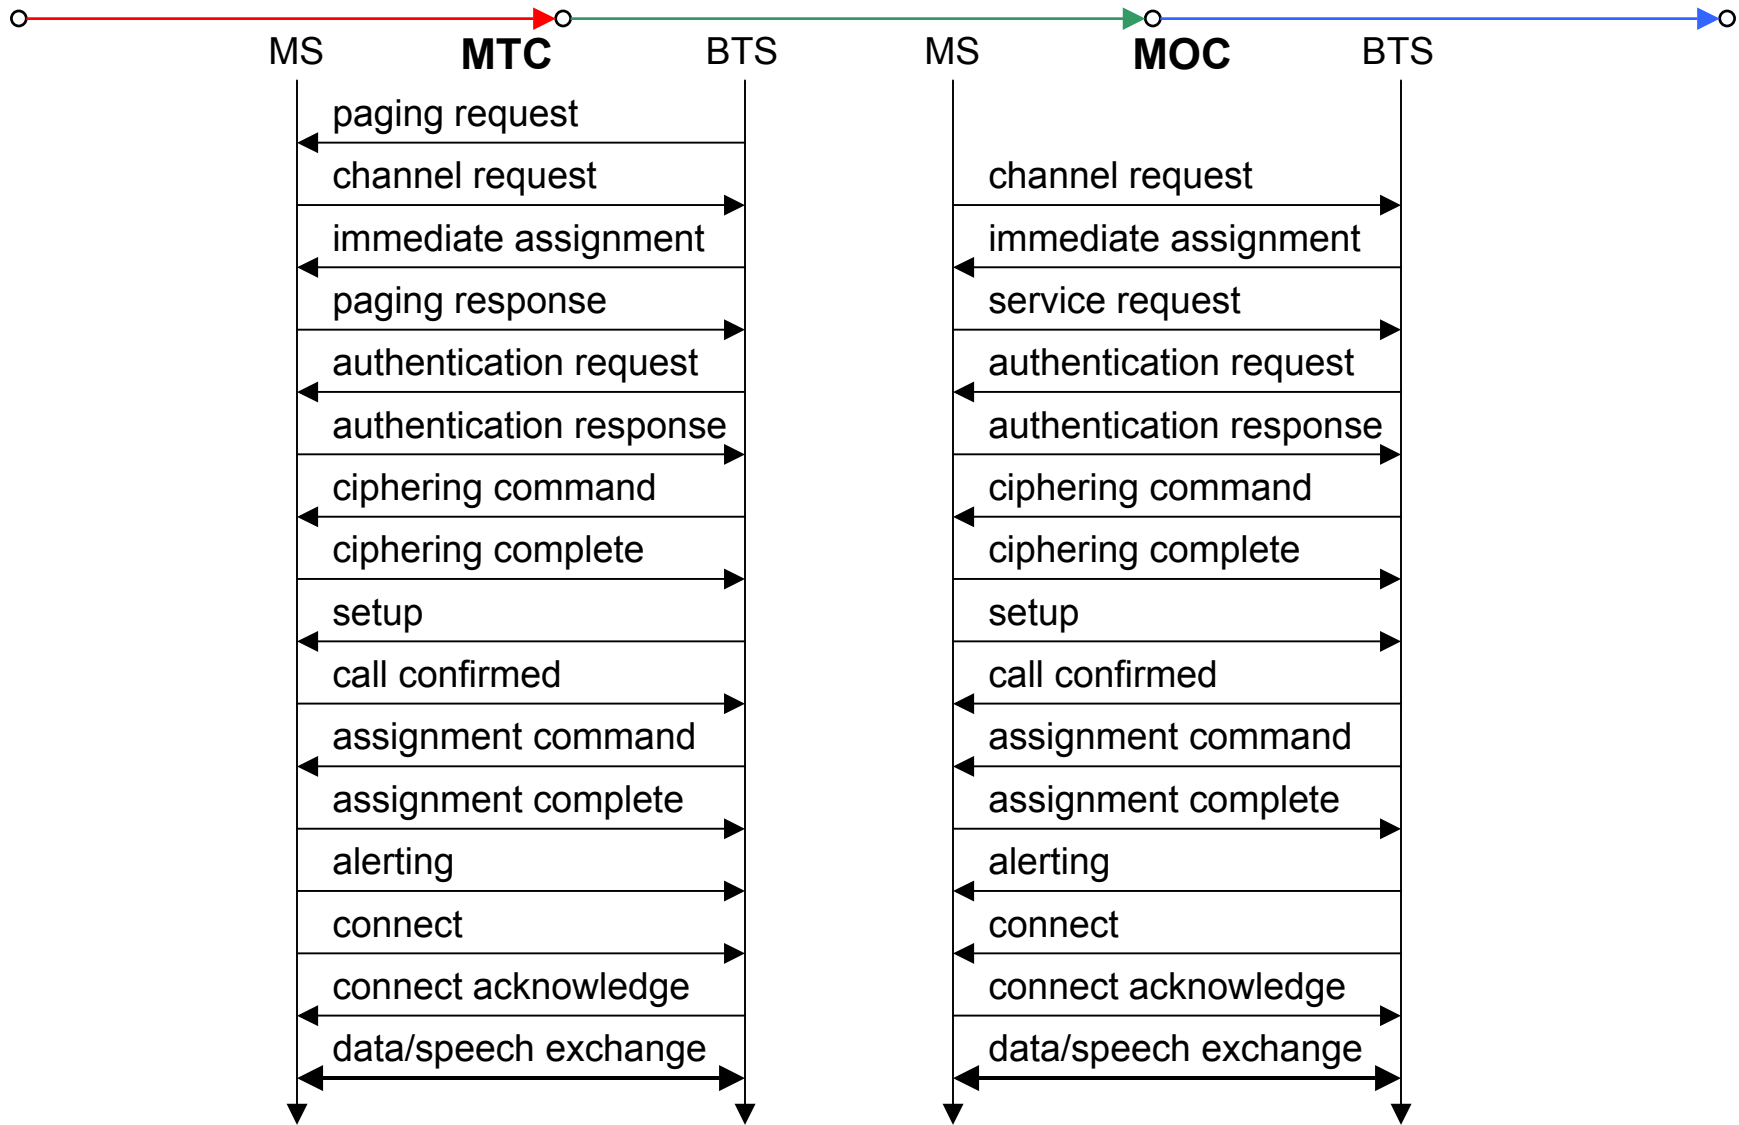 MS MTC BTS MS MOC BTS
paging request
channel request channel request
immediate assignment immediate assignment
paging response service request
authentication request authentication request
authentication response authentication response
ciphering command ciphering command
ciphering complete ciphering complete
setup setup
call confirmed call confirmed
assignment command assignment command
assignment complete assignment complete
alerting alerting
connect connect
connect acknowledge connect acknowledge
data/speech exchange data/speech exchange